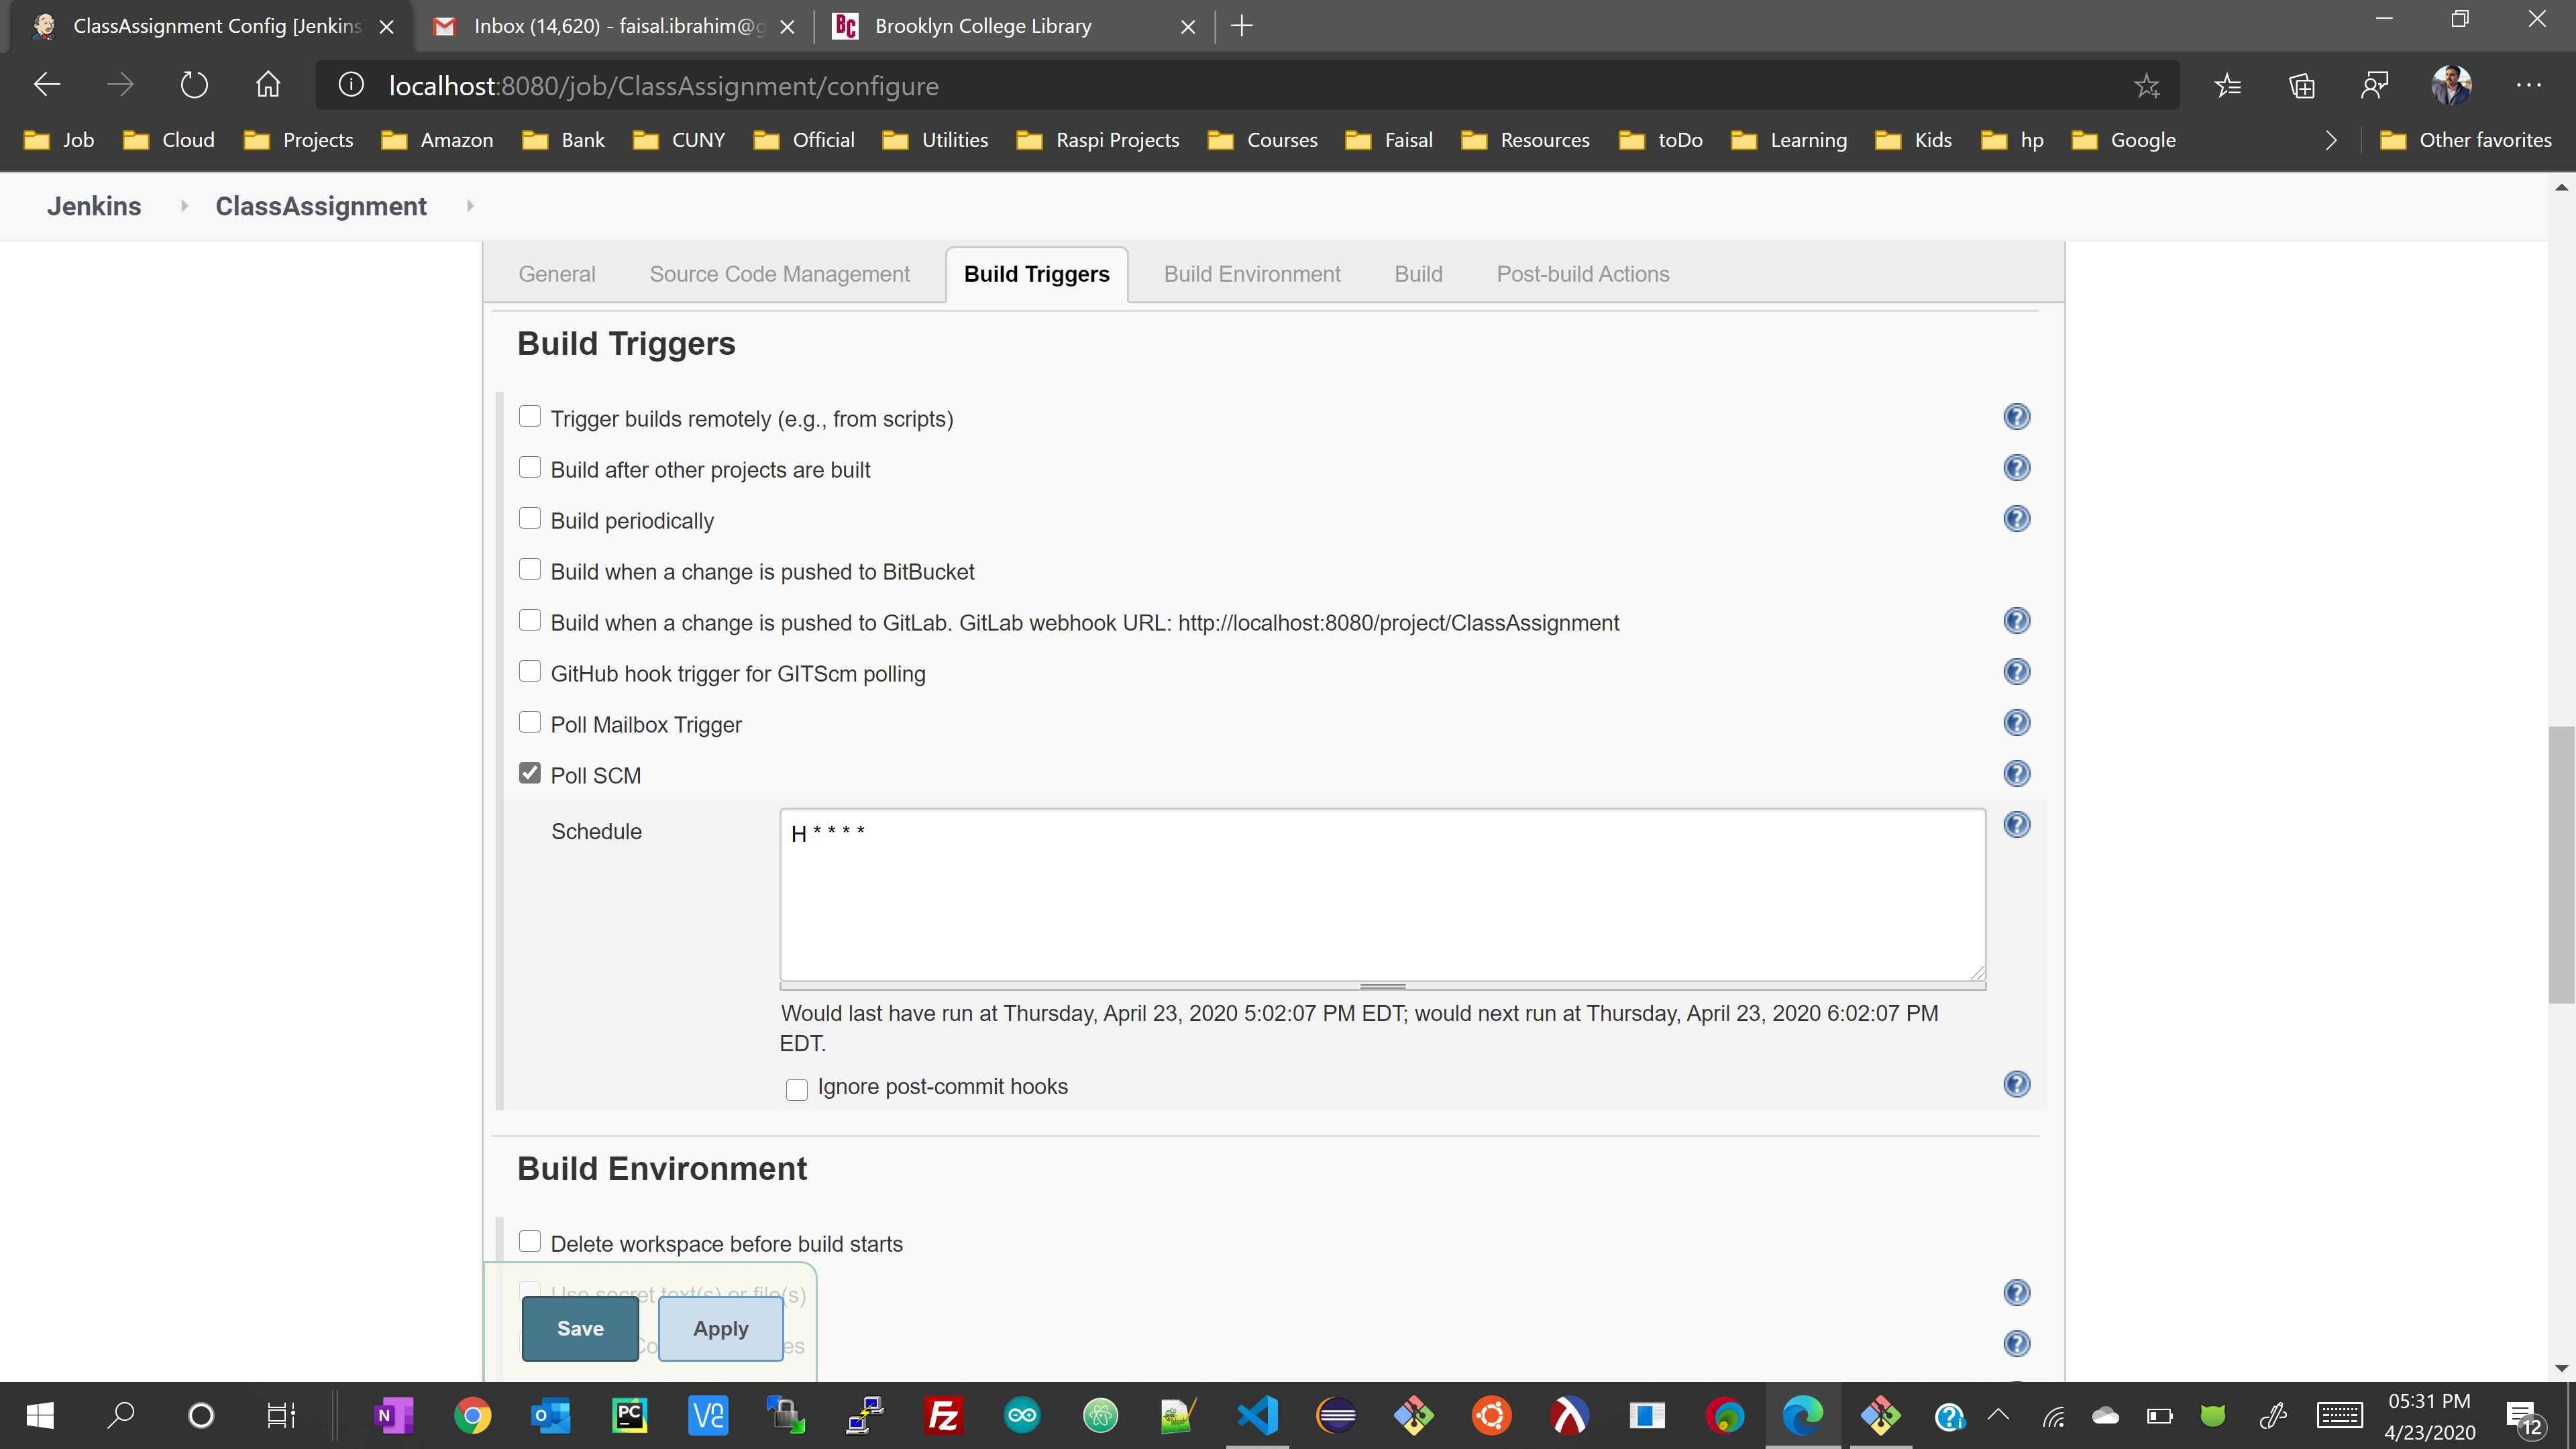 ClassAssignment Config [Jenkins
Inbox (14,620) - faisal.ibrahim@g
Brooklyn College Library
localhost:8080/job/ClassAssignment/configure
Job Cloud Projects Amazon Bank CUNY Official Utilities Raspi Projects Courses Faisal Resources toDo Learning Kids hp Google Other favorites
Jenkins ClassAssignment
General Source Code Management Build Triggers Build Environment Build Post-build Actions
Build Triggers
Trigger builds remotely (e.g., from scripts)
Build after other projects are built
Build periodically
Build when a change is pushed to BitBucket
Build when a change is pushed to GitLab. GitLab webhook URL: http://localhost:8080/project/ClassAssignment
GitHub hook trigger for GITScm polling
Poll Mailbox Trigger
Poll SCM
Schedule
H * * * *
Would last have run at Thursday, April 23, 2020 5:02:07 PM EDT; would next run at Thursday, April 23, 2020 6:02:07 PM
EDT.
Ignore post-commit hooks
Build Environment
Delete workspace before build starts
Use secret text(s) or file(s)
Save Apply
05:31 PM
4/23/2020
12